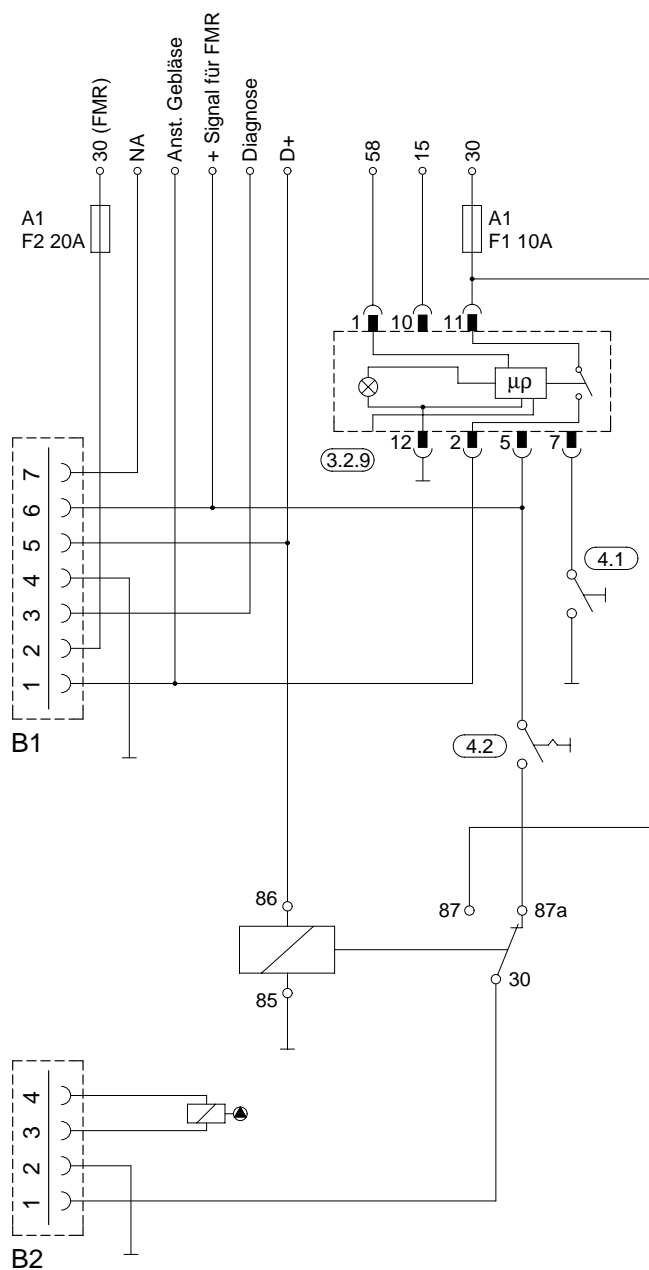 30 (FMR)
NA
Anst. Gebläse
+ Signal für FMR
Diagnose
D+
58
15
30
A1
F2 20A
A1
F1 10A
1
10
11
µρ
12
2
5
7
3.2.9
7
6
5
4
3
2
1
B1
4.1
4.2
86
87
87a
85
30
4
3
2
1
B2